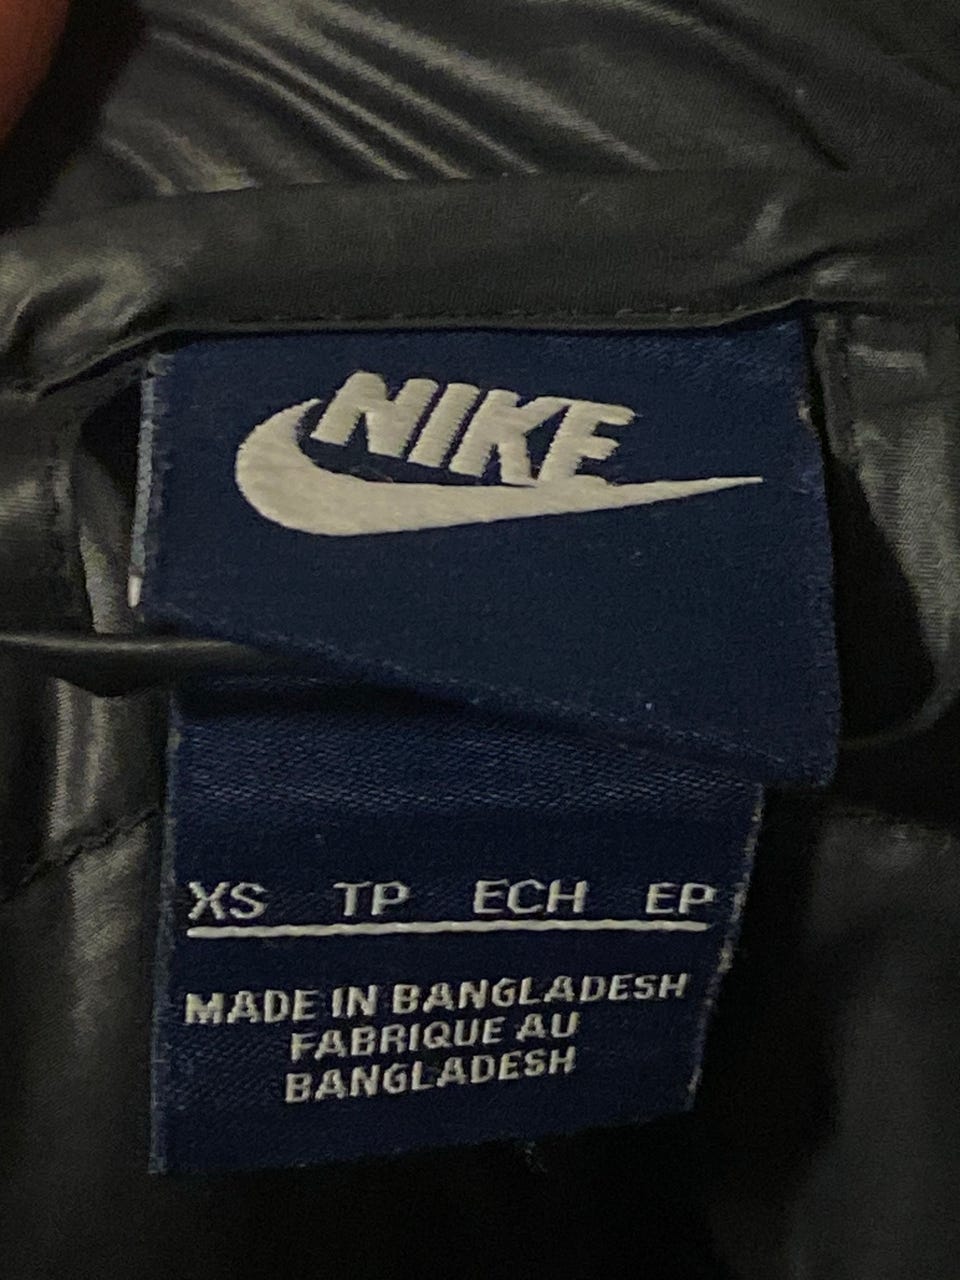 NIKE
XS TP ECH EP
MADE IN BANGLADESH
FABRIQUE AU
BANGLADESH